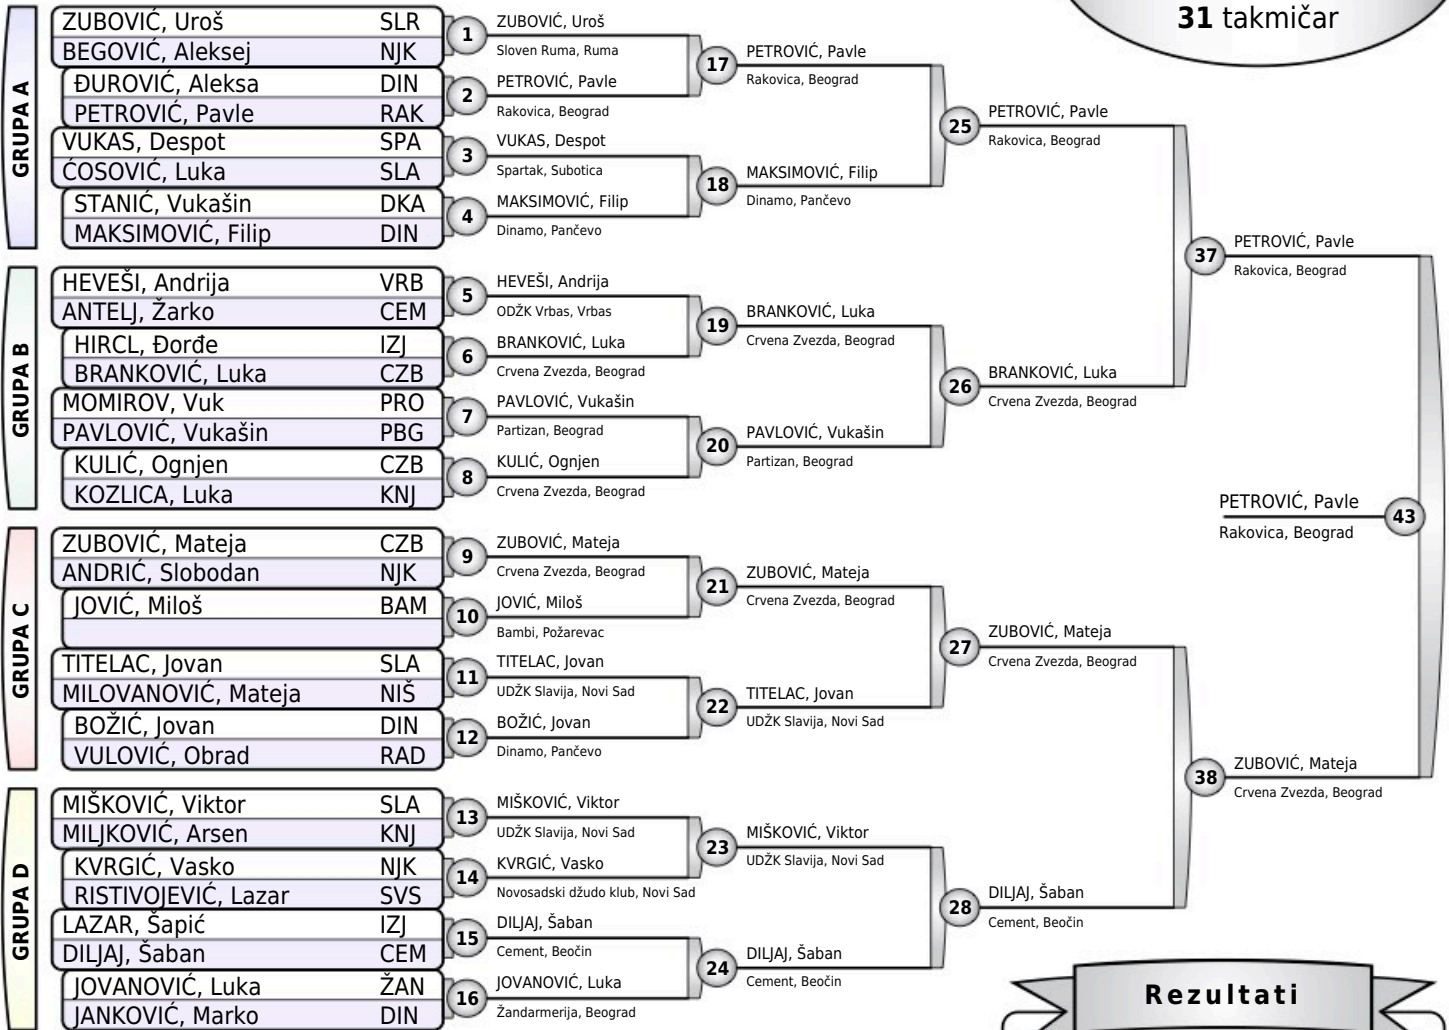 31 takmičar
GRUPA A
ZUBOVIĆ, Uroš SLR
BEGOVIĆ, Aleksej NJK
ĐUROVIĆ, Aleksa DIN
PETROVIĆ, Pavle RAK
VUKAS, Despot SPA
ĆOSOVIĆ, Luka SLA
STANIĆ, Vukašin DKA
MAKSIMOVIĆ, Filip DIN
GRUPA B
HEVEŠI, Andrija VRB
ANTELJ, Žarko CEM
HIRCL, Đorđe IZJ
BRANKOVIĆ, Luka CZB
MOMIROV, Vuk PRO
PAVLOVIĆ, Vukašin PBG
KULIĆ, Ognjen CZB
KOZLICA, Luka KNJ
GRUPA C
ZUBOVIĆ, Mateja CZB
ANDRIĆ, Slobodan NJK
JOVIĆ, Miloš BAM
TITELAC, Jovan SLA
MILOVANOVIĆ, Mateja NIŠ
BOŽIĆ, Jovan DIN
VULOVIĆ, Obrad RAD
GRUPA D
MIŠKOVIĆ, Viktor SLA
MILJKOVIĆ, Arsen KNJ
KVRGIĆ, Vasko NJK
RISTIVOJEVIĆ, Lazar SVS
LAZAR, Šapić IZJ
DILJAJ, Šaban CEM
JOVANOVIĆ, Luka ŽAN
JANKOVIĆ, Marko DIN
1
ZUBOVIĆ, Uroš
Sloven Ruma, Ruma
2
PETROVIĆ, Pavle
Rakovica, Beograd
3
VUKAS, Despot
Spartak, Subotica
4
MAKSIMOVIĆ, Filip
Dinamo, Pančevo
5
HEVEŠI, Andrija
ODŽK Vrbas, Vrbas
6
BRANKOVIĆ, Luka
Crvena Zvezda, Beograd
7
PAVLOVIĆ, Vukašin
Partizan, Beograd
8
KULIĆ, Ognjen
Crvena Zvezda, Beograd
9
ZUBOVIĆ, Mateja
Crvena Zvezda, Beograd
10
JOVIĆ, Miloš
Bambi, Požarevac
11
TITELAC, Jovan
UDŽK Slavija, Novi Sad
12
BOŽIĆ, Jovan
Dinamo, Pančevo
13
MIŠKOVIĆ, Viktor
UDŽK Slavija, Novi Sad
14
KVRGIĆ, Vasko
Novosadski džudo klub, Novi Sad
15
DILJAJ, Šaban
Cement, Beočin
16
JOVANOVIĆ, Luka
Žandarmerija, Beograd
17
PETROVIĆ, Pavle
Rakovica, Beograd
18
MAKSIMOVIĆ, Filip
Dinamo, Pančevo
19
BRANKOVIĆ, Luka
Crvena Zvezda, Beograd
20
PAVLOVIĆ, Vukašin
Partizan, Beograd
21
ZUBOVIĆ, Mateja
Crvena Zvezda, Beograd
22
TITELAC, Jovan
UDŽK Slavija, Novi Sad
23
MIŠKOVIĆ, Viktor
UDŽK Slavija, Novi Sad
24
DILJAJ, Šaban
Cement, Beočin
25
PETROVIĆ, Pavle
Rakovica, Beograd
26
BRANKOVIĆ, Luka
Crvena Zvezda, Beograd
27
ZUBOVIĆ, Mateja
Crvena Zvezda, Beograd
28
DILJAJ, Šaban
Cement, Beočin
37
PETROVIĆ, Pavle
Rakovica, Beograd
38
ZUBOVIĆ, Mateja
Crvena Zvezda, Beograd
PETROVIĆ, Pavle
43
Rakovica, Beograd
Rezultati